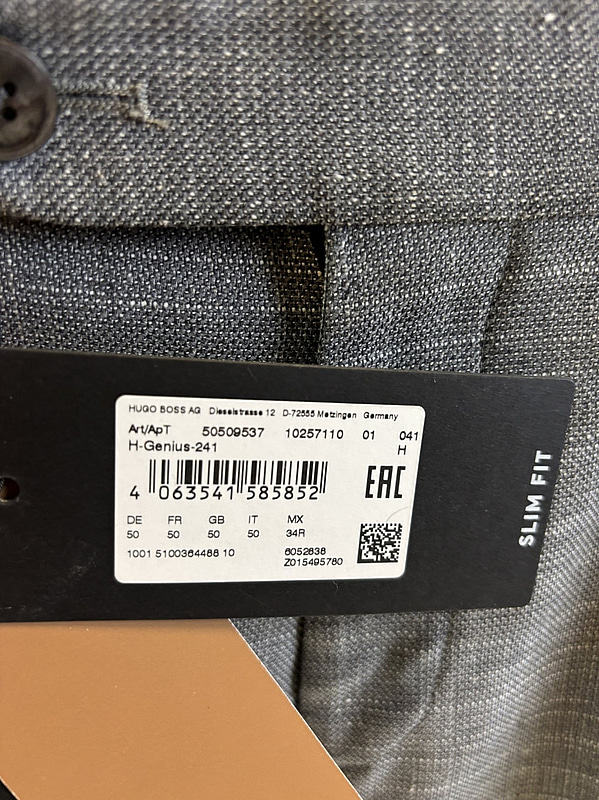 HUGO BOSS AG Dieselstrasse 12 D-72555 Metzingen Germany
Art/ApT 50509537 10257110 01 041
H-Genius-241 H
4 063541 585852
EAC
DE FR GB IT MX
50 50 50 50 34R
1001 5100364488 10 6052638
Z015495780
SLIM FIT